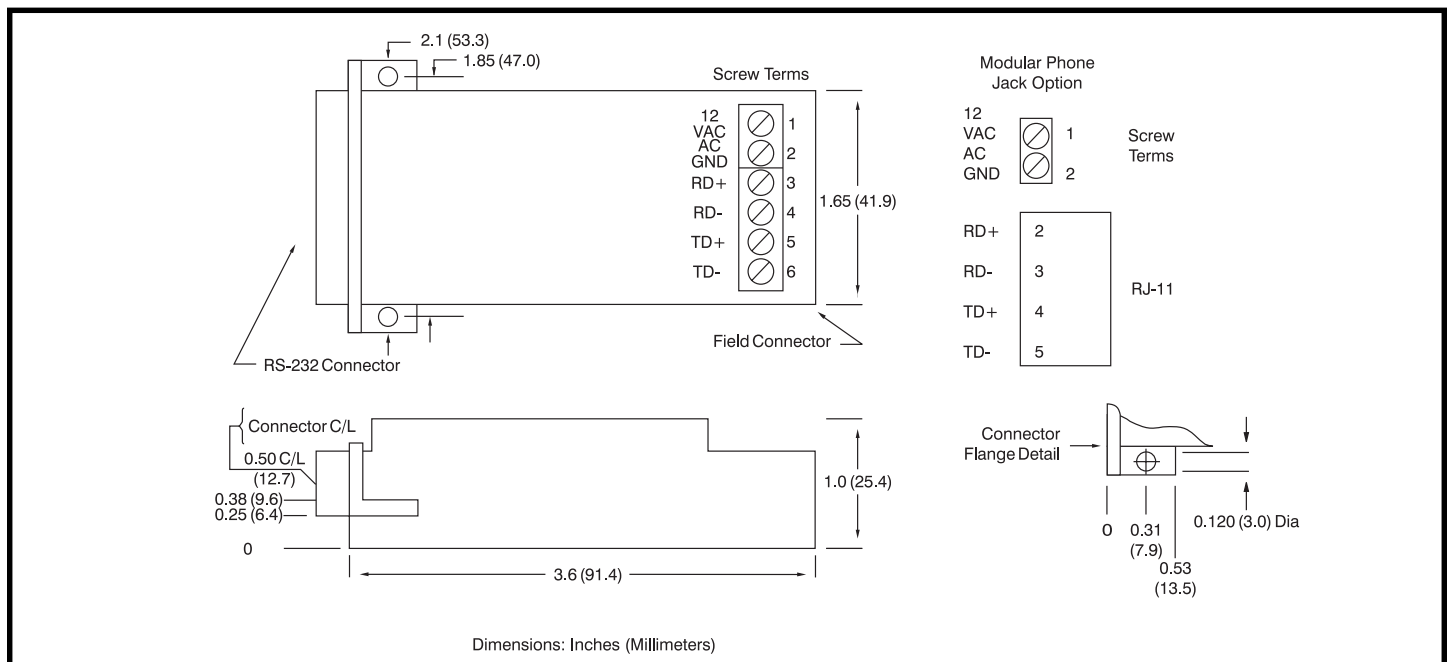 2.1 (53.3)
1.85 (47.0)
Screw Terms
12
VAC
AC
GND
RD+
RD-
TD+
TD-
1
2
3
4
5
6
1.65 (41.9)
Field Connector
RS-232 Connector
Modular Phone
Jack Option
12
VAC
AC
GND
1
2
Screw
Terms
RD+ 2
RD- 3
TD+ 4
TD- 5
RJ-11
Connector C/L
0.50 C/L
(12.7)
0.38 (9.6)
0.25 (6.4)
0
1.0 (25.4)
3.6 (91.4)
Connector
Flange Detail
0
0.31
(7.9)
0.53
(13.5)
0.120 (3.0) Dia
Dimensions: Inches (Millimeters)